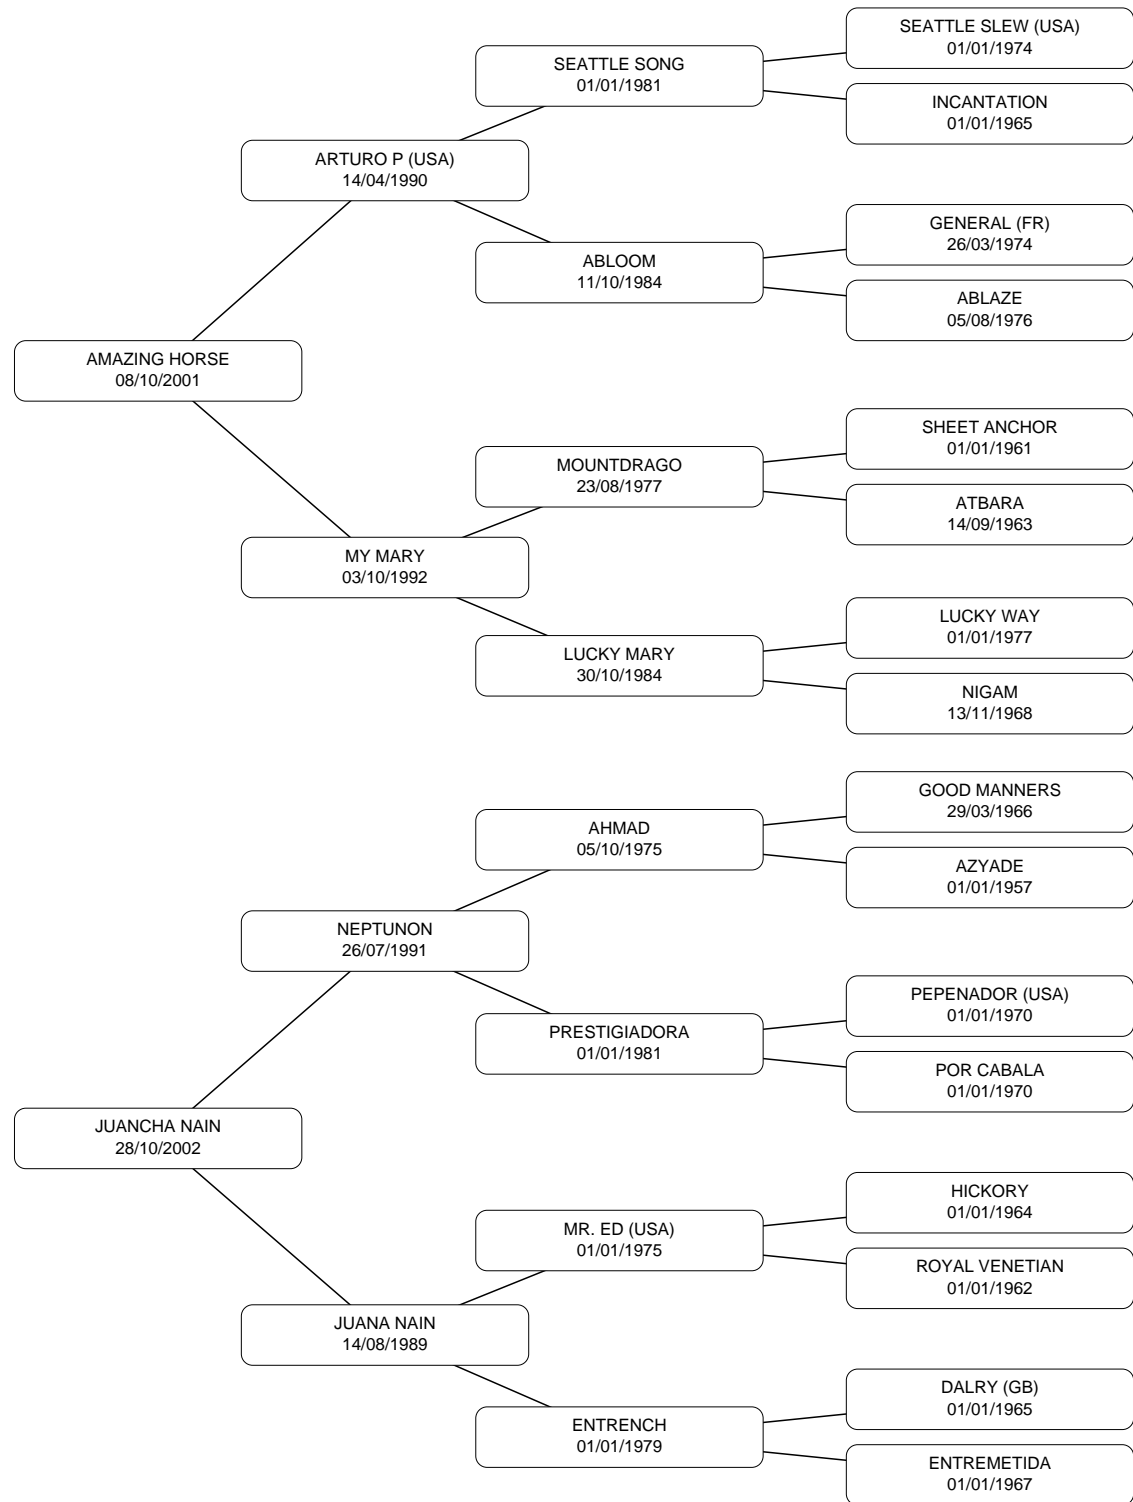 SEATTLE SLEW (USA)
01/01/1974
SEATTLE SONG
01/01/1981
INCANTATION
01/01/1965
ARTURO P (USA)
14/04/1990
GENERAL (FR)
26/03/1974
ABLOOM
11/10/1984
ABLAZE
05/08/1976
AMAZING HORSE
08/10/2001
SHEET ANCHOR
01/01/1961
MOUNTDRAGO
23/08/1977
ATBARA
14/09/1963
MY MARY
03/10/1992
LUCKY WAY
01/01/1977
LUCKY MARY
30/10/1984
NIGAM
13/11/1968
GOOD MANNERS
29/03/1966
AHMAD
05/10/1975
AZYADE
01/01/1957
NEPTUNON
26/07/1991
PEPENADOR (USA)
01/01/1970
PRESTIGIADORA
01/01/1981
POR CABALA
01/01/1970
JUANCHA NAIN
28/10/2002
HICKORY
01/01/1964
MR. ED (USA)
01/01/1975
ROYAL VENETIAN
01/01/1962
JUANA NAIN
14/08/1989
DALRY (GB)
01/01/1965
ENTRENCH
01/01/1979
ENTREMETIDA
01/01/1967